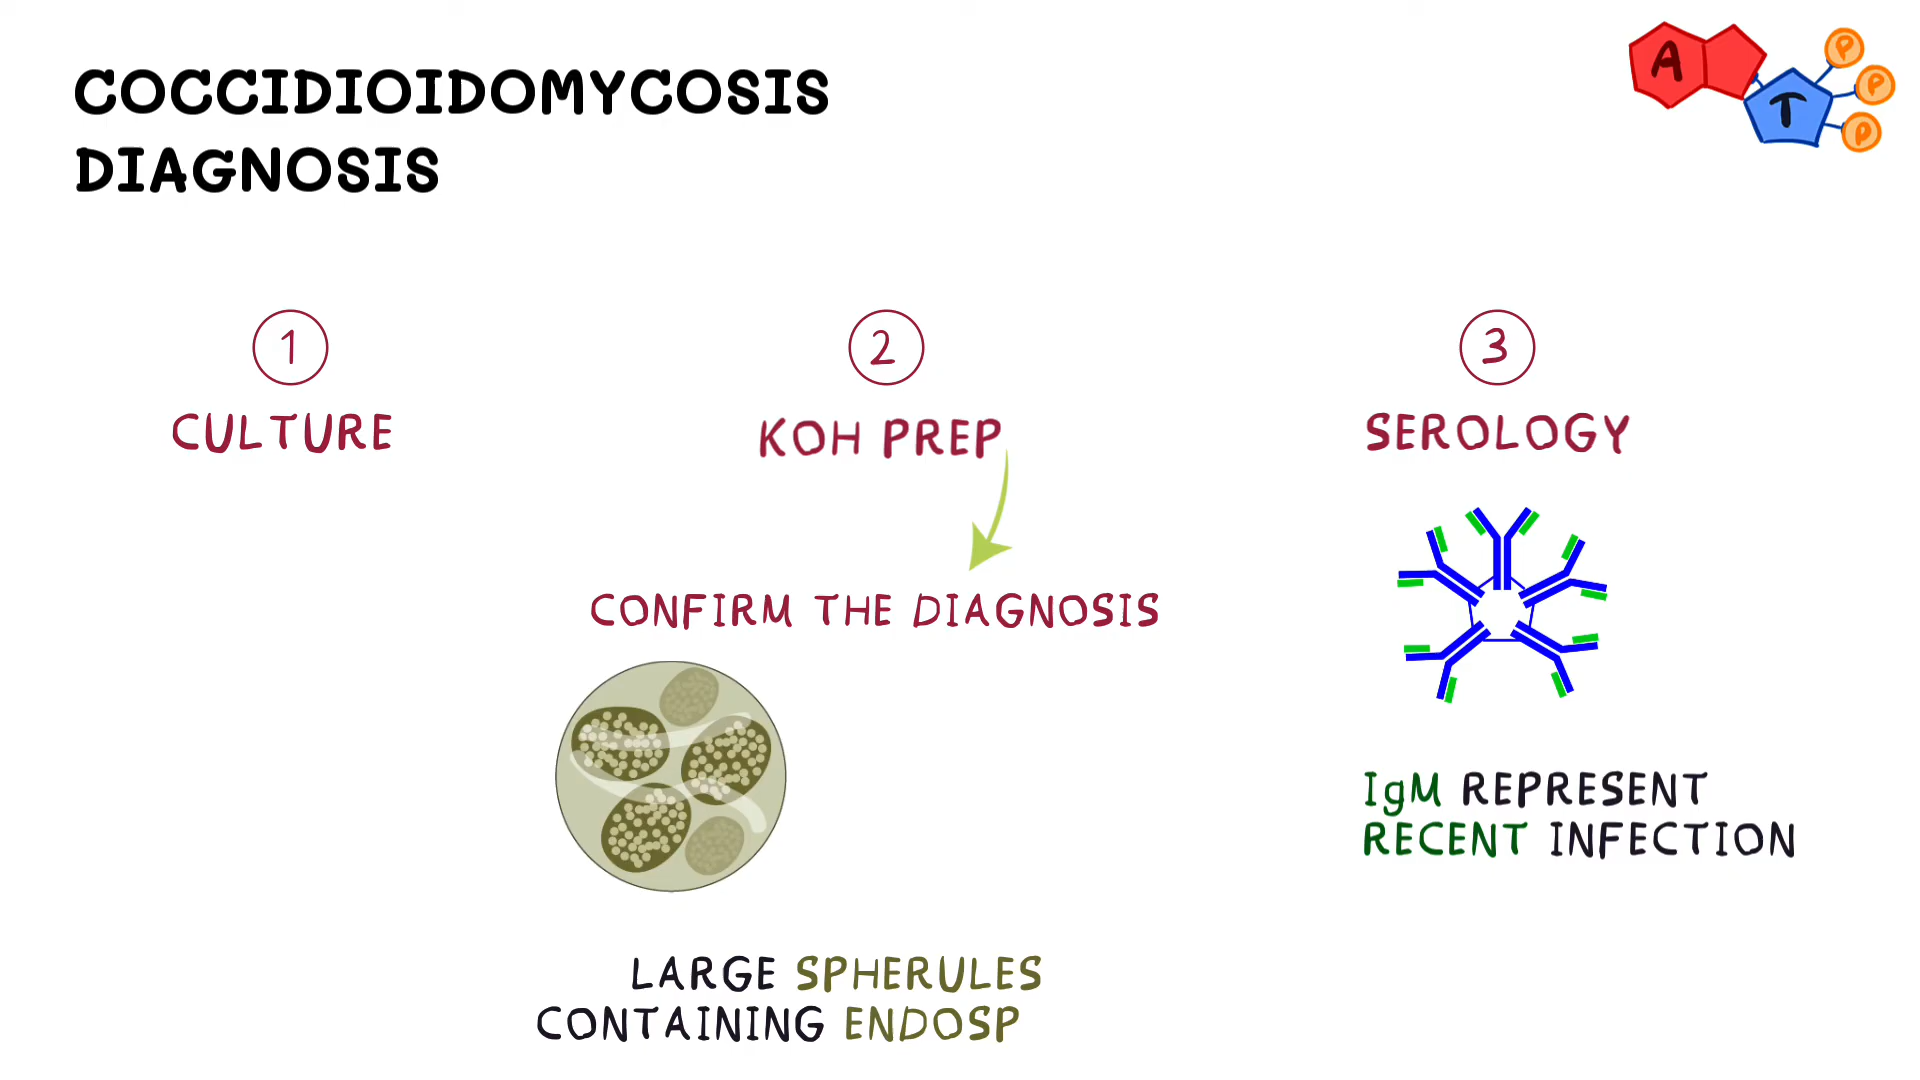 COCCIDIOIDOMYCOSIS
DIAGNOSIS
A
T
P
P
P
1
CULTURE
2
KOH PREP
CONFIRM THE DIAGNOSIS
LARGE SPHERULES
CONTAINING ENDOSP
3
SEROLOGY
IgM REPRESENT
RECENT INFECTION